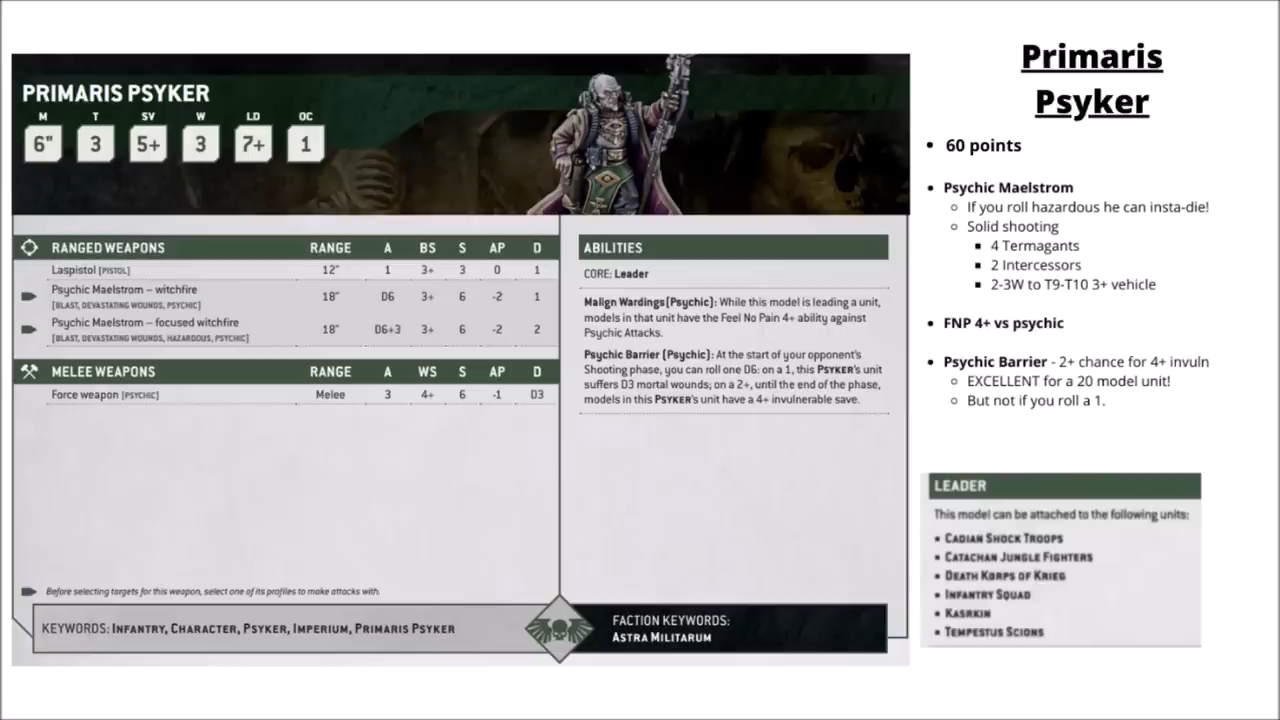 PRIMARIS PSYKER
M T SV W LD OC
6" 3 5+ 3 7+ 1
RANGED WEAPONS RANGE A BS S AP D
Laspistol [PISTOL] 12" 1 3+ 3 0 1
Psychic Maelstrom – witchfire
[BLAST, DEVASTATING WOUNDS, PSYCHIC] 18" D6 3+ 6 -2 1
Psychic Maelstrom – focused witchfire
[BLAST, DEVASTATING WOUNDS, HAZARDOUS, PSYCHIC] 18" D6+3 3+ 6 -2 2
MELEE WEAPONS RANGE A WS S AP D
Force weapon [PSYCHIC] Melee 3 4+ 6 -1 D3
Before selecting targets for this weapon, select one of its profiles to make attacks with.
KEYWORDS: INFANTRY, CHARACTER, PSYKER, IMPERIUM, PRIMARIS PSYKER
ABILITIES
CORE: Leader
Malign Wardings (Psychic): While this model is leading a unit,
models in that unit have the Feel No Pain 4+ ability against
Psychic Attacks.
Psychic Barrier (Psychic): At the start of your opponent's
Shooting phase, you can roll one D6: on a 1, this PSYKER's unit
suffers D3 mortal wounds; on a 2+, until the end of the phase,
models in this PSYKER's unit have a 4+ invulnerable save.
FACTION KEYWORDS:
ASTRA MILITARUM
Primaris
Psyker
• 60 points
• Psychic Maelstrom
○ If you roll hazardous he can insta-die!
○ Solid shooting
▪ 4 Termagants
▪ 2 Intercessors
▪ 2-3W to T9-T10 3+ vehicle
• FNP 4+ vs psychic
• Psychic Barrier - 2+ chance for 4+ invuln
○ EXCELLENT for a 20 model unit!
○ But not if you roll a 1.
LEADER
This model can be attached to the following units:
▪ CADIAN SHOCK TROOPS
▪ CATACHAN JUNGLE FIGHTERS
▪ DEATH KORPS OF KRIEG
▪ INFANTRY SQUAD
▪ KASRKIN
▪ TEMPESTUS SCIONS